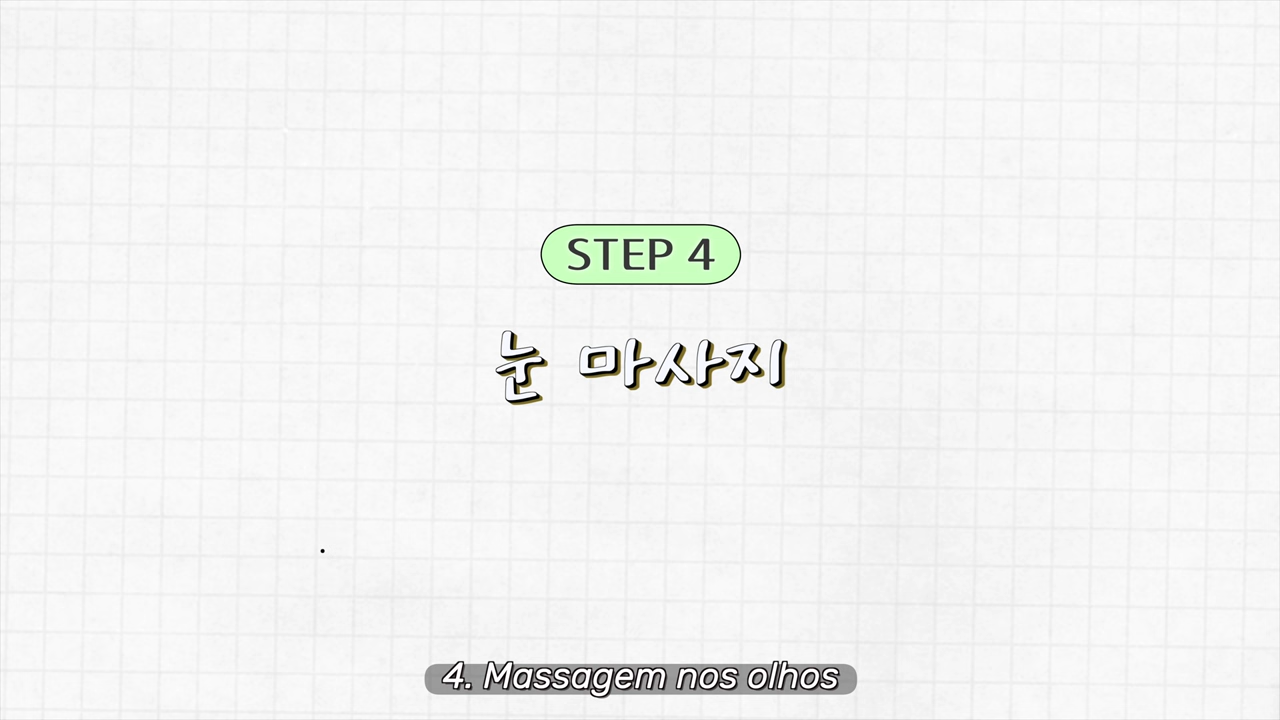 STEP 4
눈 마사지
4. Massagem nos olhos